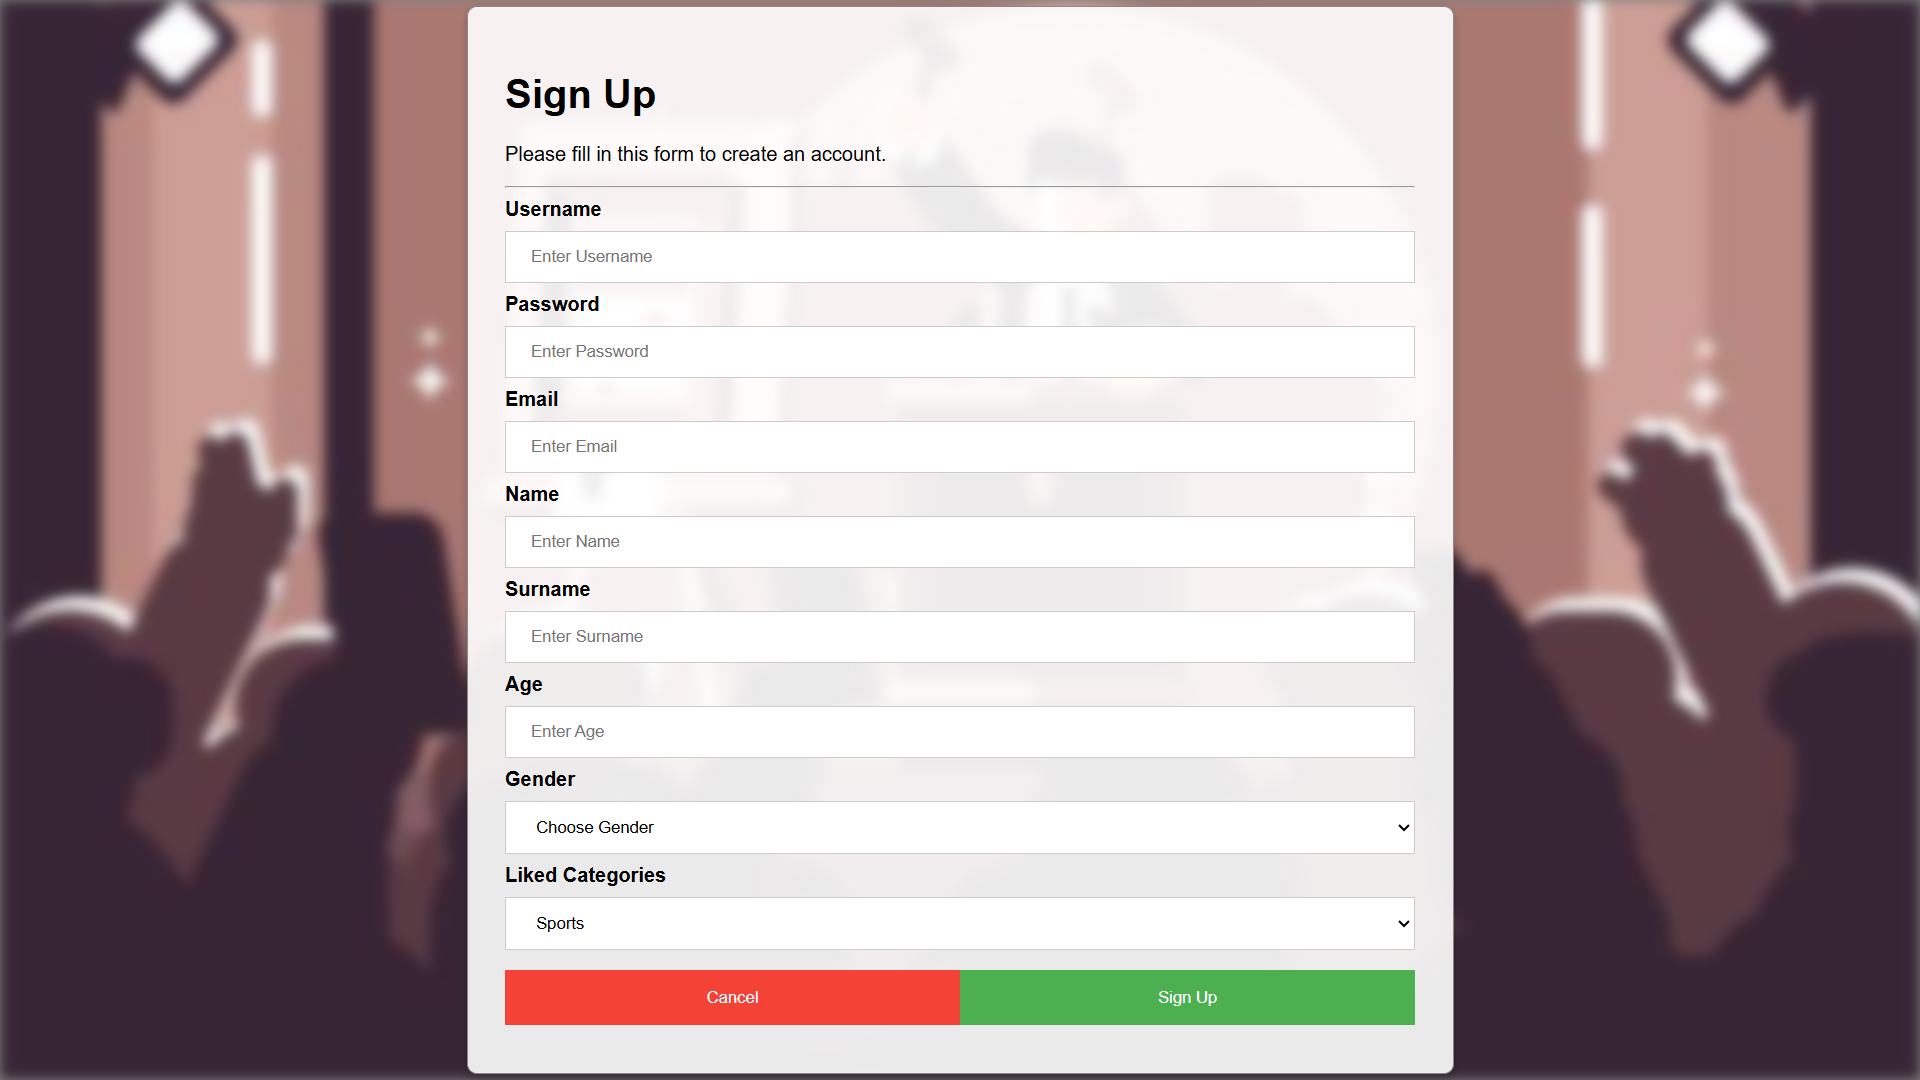 Sign Up
Please fill in this form to create an account.
Username
Enter Username
Password
Enter Password
Email
Enter Email
Name
Enter Name
Surname
Enter Surname
Age
Enter Age
Gender
Choose Gender
Liked Categories
Sports
Cancel
Sign Up